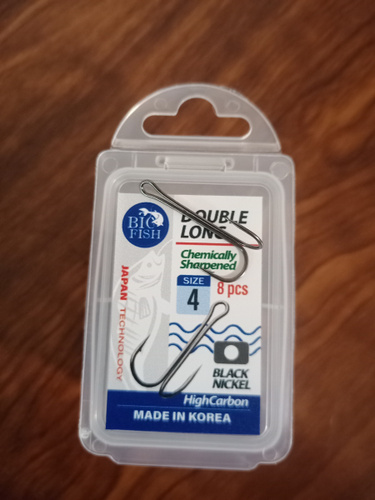 BIG
FISH
DOUBLE
LONG
Chemically
Sharpened
SIZE
4
8 pcs
JAPAN TECHNOLOGY
BLACK
NICKEL
HighCarbon
MADE IN KOREA